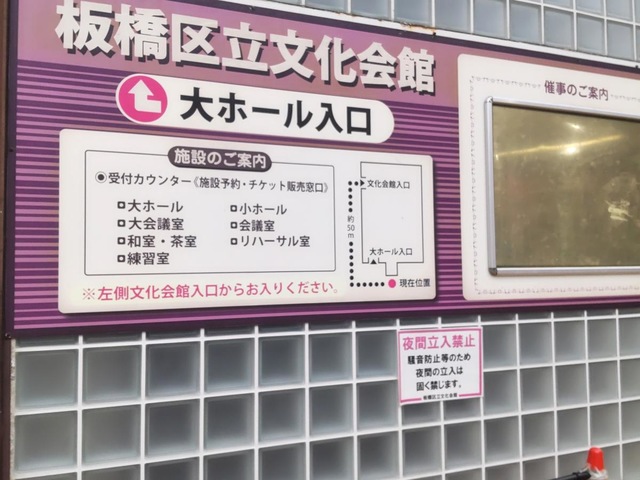 板橋区立文化会館
大ホール入口
催事のご案内
施設のご案内
◉受付カウンター《施設予約・チケット販売窓口》
□大ホール □小ホール
□大会議室 □会議室
□和室・茶室 □リハーサル室
□練習室
※左側文化会館入口からお入りください。
文化会館入口
約50m
大ホール入口
現在位置
夜間立入禁止
騒音防止等のため
夜間の立入は
固く禁じます。
板橋区立文化会館